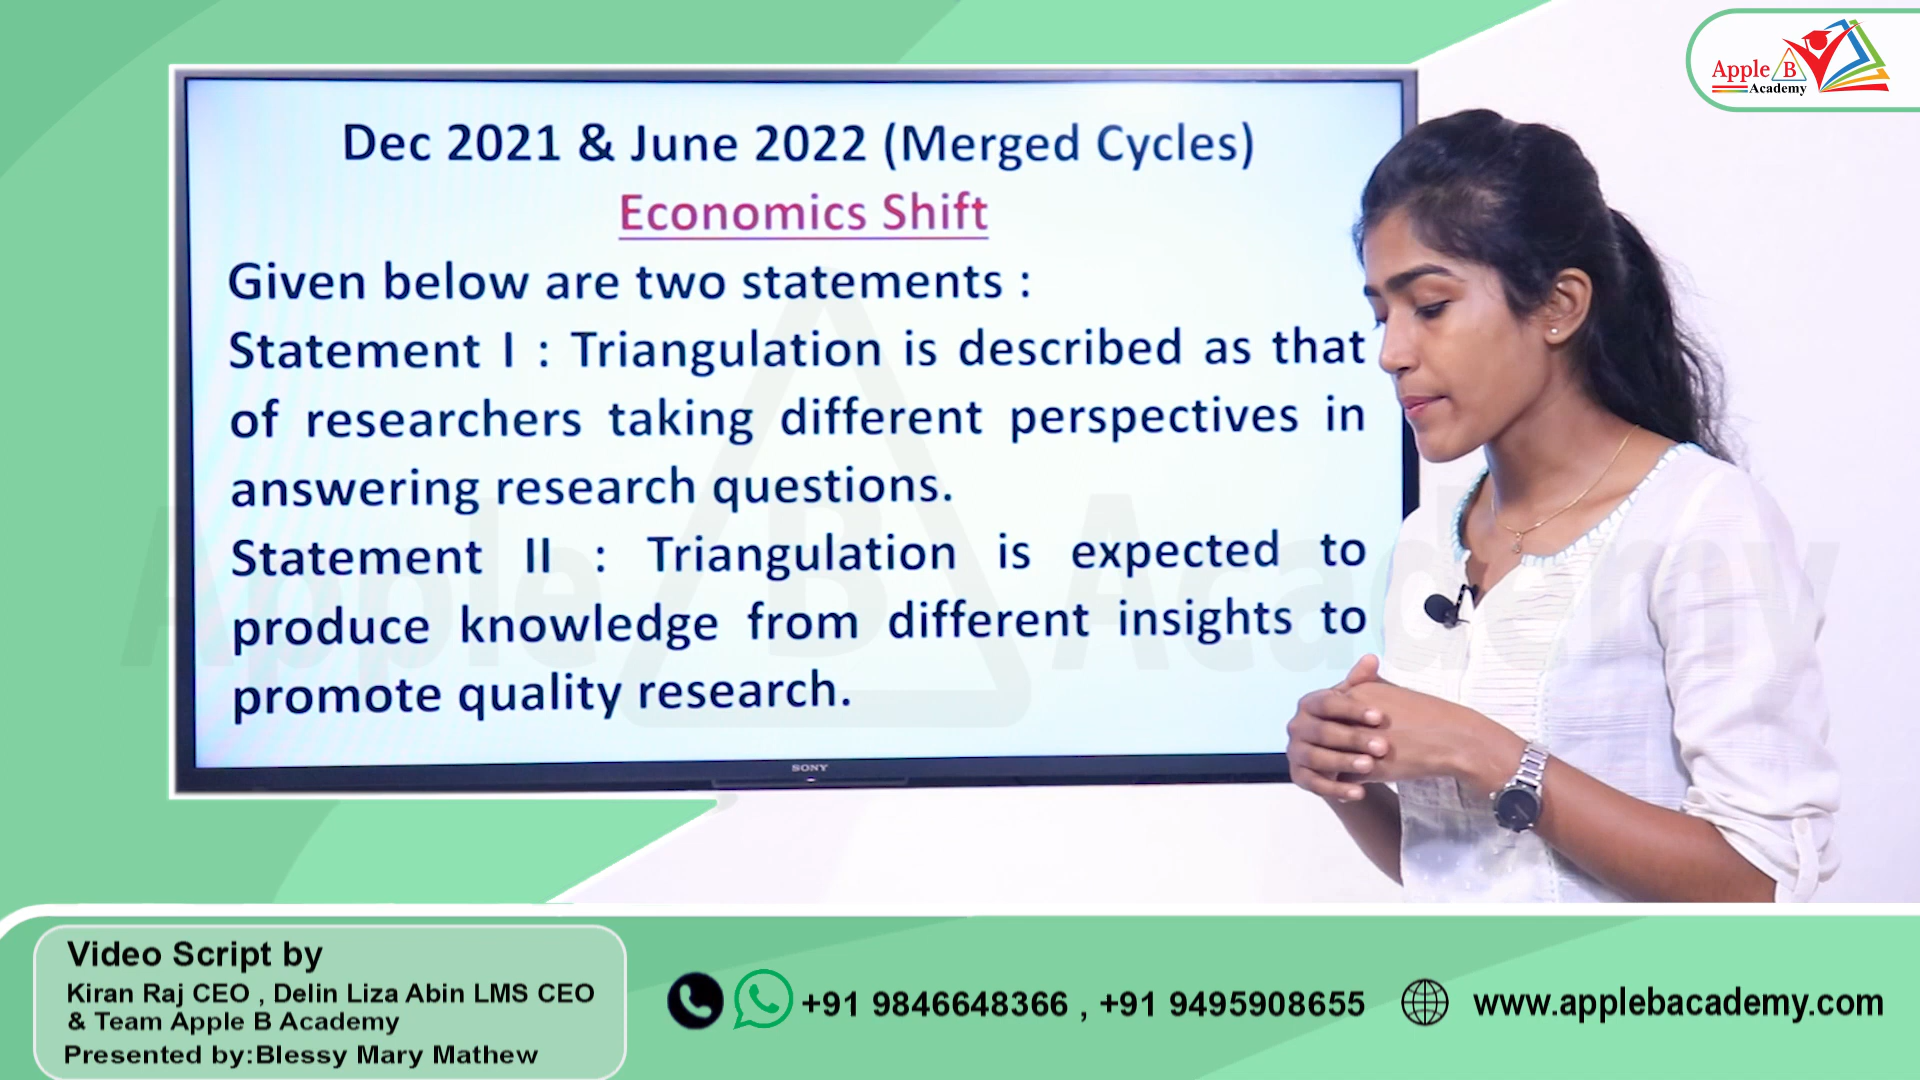 Apple B
Academy
Dec 2021 & June 2022 (Merged Cycles)
Economics Shift
Given below are two statements :
Statement I : Triangulation is described as that
of researchers taking different perspectives in
answering research questions.
Statement II : Triangulation is expected to
produce knowledge from different insights to
promote quality research.
Apple B Academy
SONY
Video Script by
Kiran Raj CEO , Delin Liza Abin LMS CEO
& Team Apple B Academy
Presented by:Blessy Mary Mathew
+91 9846648366 , +91 9495908655
www.applebacademy.com